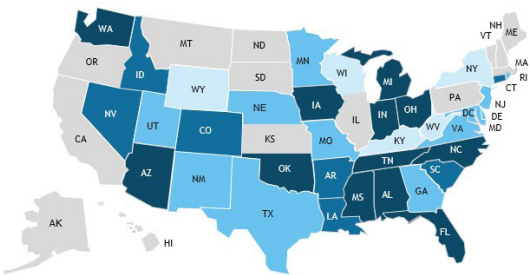 WA
MT
ND
MN
OR
ID
SD
WI
MI
NY
VT
NH
ME
MA
RI
CT
WY
NE
IA
IL
IN
OH
PA
NJ
DE
MD
DC
NV
UT
CO
KS
MO
KY
WV
VA
CA
AZ
NM
OK
AR
TN
NC
SC
TX
LA
MS
AL
GA
FL
AK
HI